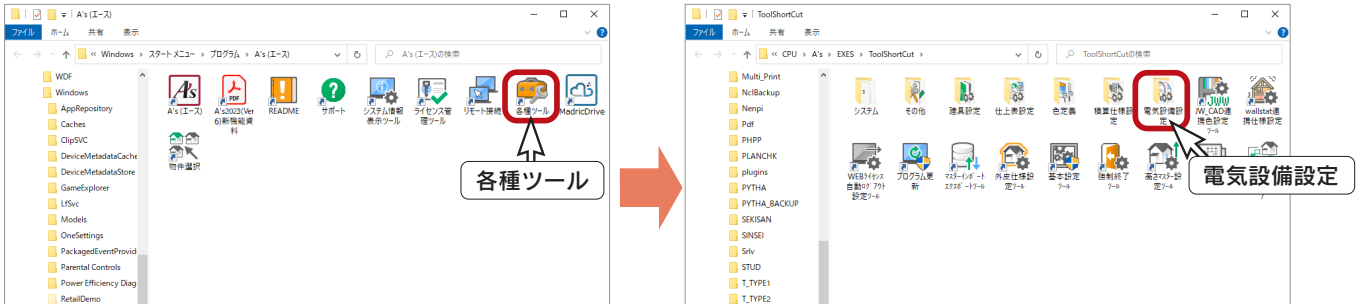 A's (エース)
ファイル ホーム 共有 表示
« Windows › スタート メニュー › プログラム › A's (エース)
A's (エース)の検索
WDF
Windows
AppRepository
Caches
ClipSVC
DeviceMetadataCache
DeviceMetadataStore
GameExplorer
LfSvc
Models
OneSettings
PackagedEventProvid
Parental Controls
Power Efficiency Diag
RetailDemo
A's (エース)
A's2023(Ver
6)新機能資
料
README
サポート
システム情報
表示ツール
ライセンス管
理ツール
リモート接続
各種ツール
MadricDrive
物件選択
各種ツール
ToolShortCut
ファイル ホーム 共有 表示
« CPU › A's › EXES › ToolShortCut ›
ToolShortCutの検索
Multi_Print
NclBackup
Nenpi
Pdf
PHPP
PLANCHK
plugins
PYTHA
PYTHA_BACKUP
SEKISAN
SINSEI
Srlv
STUD
T_TYPE1
T_TYPE2
システム
その他
建具設定
仕上表設定
色定義
積算仕様設
定
電気設備設
定
JW_CAD連
携色設定
ツール
wallstat連
携仕様設定
WEBライセンス
自動ログアウト
設定ツール
プログラム更
新
マスターインポート
エクスポートツール
外皮仕様設
定ツール
基本設定
ツール
強制終了
ツール
高さマスター設
定ツール
電気設備設定